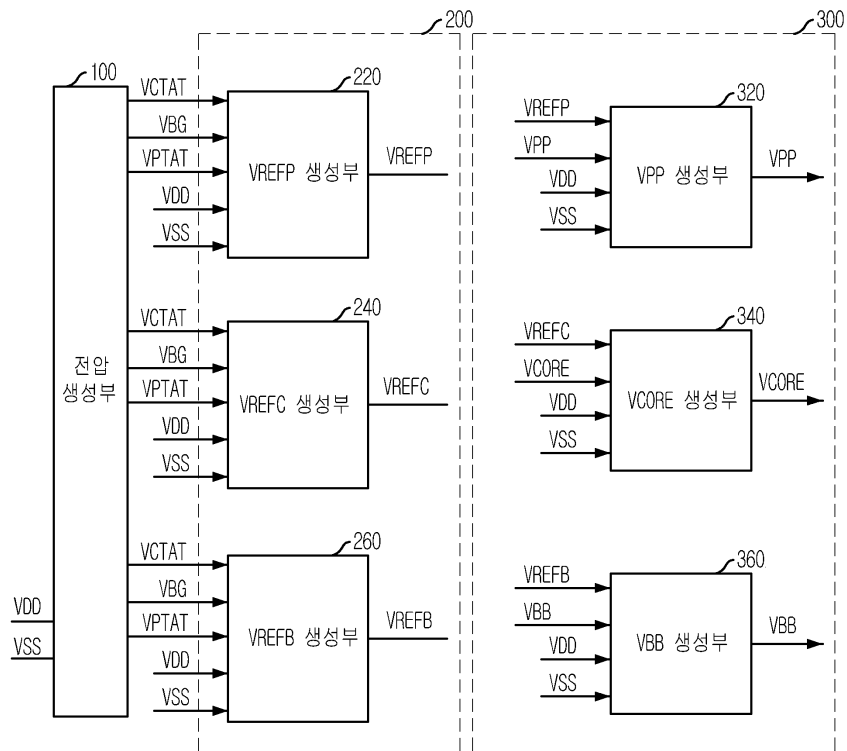 200
300
100
전압
생성부
VDD
VSS
VCTAT
VBG
VPTAT
VDD
VSS
220
VREFP 생성부
VREFP
VCTAT
VBG
VPTAT
VDD
VSS
240
VREFC 생성부
VREFC
VCTAT
VBG
VPTAT
VDD
VSS
260
VREFB 생성부
VREFB
VREFP
VPP
VDD
VSS
320
VPP 생성부
VPP
VREFC
VCORE
VDD
VSS
340
VCORE 생성부
VCORE
VREFB
VBB
VDD
VSS
360
VBB 생성부
VBB